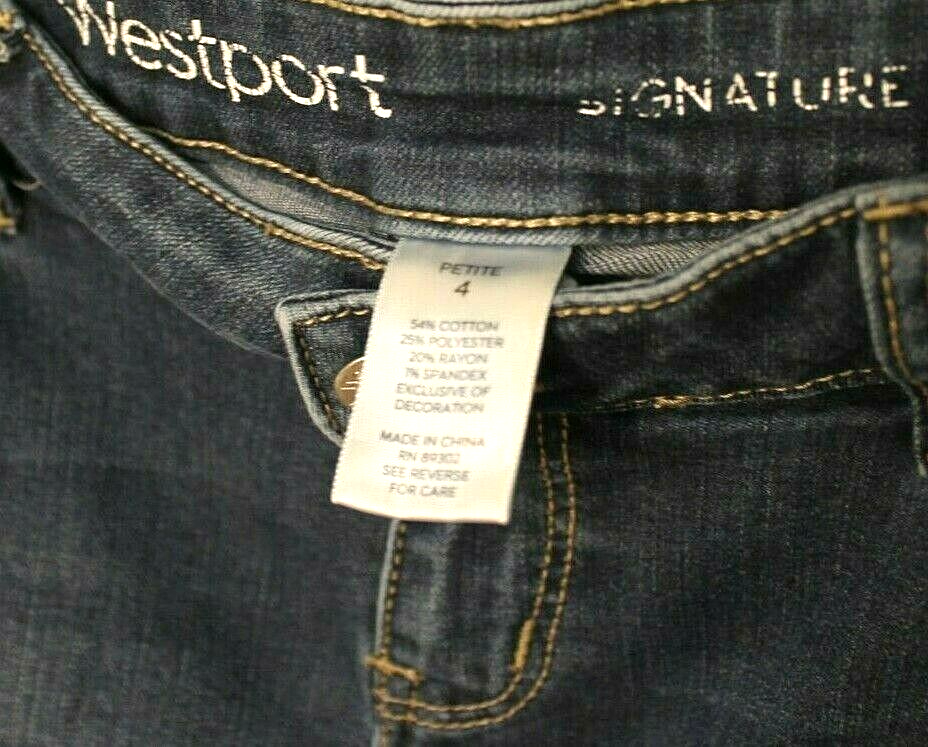 Westport
SIGNATURE
PETITE
4
54% COTTON
25% POLYESTER
20% RAYON
1% SPANDEX
EXCLUSIVE OF
DECORATION
MADE IN CHINA
RN 89302
SEE REVERSE
FOR CARE